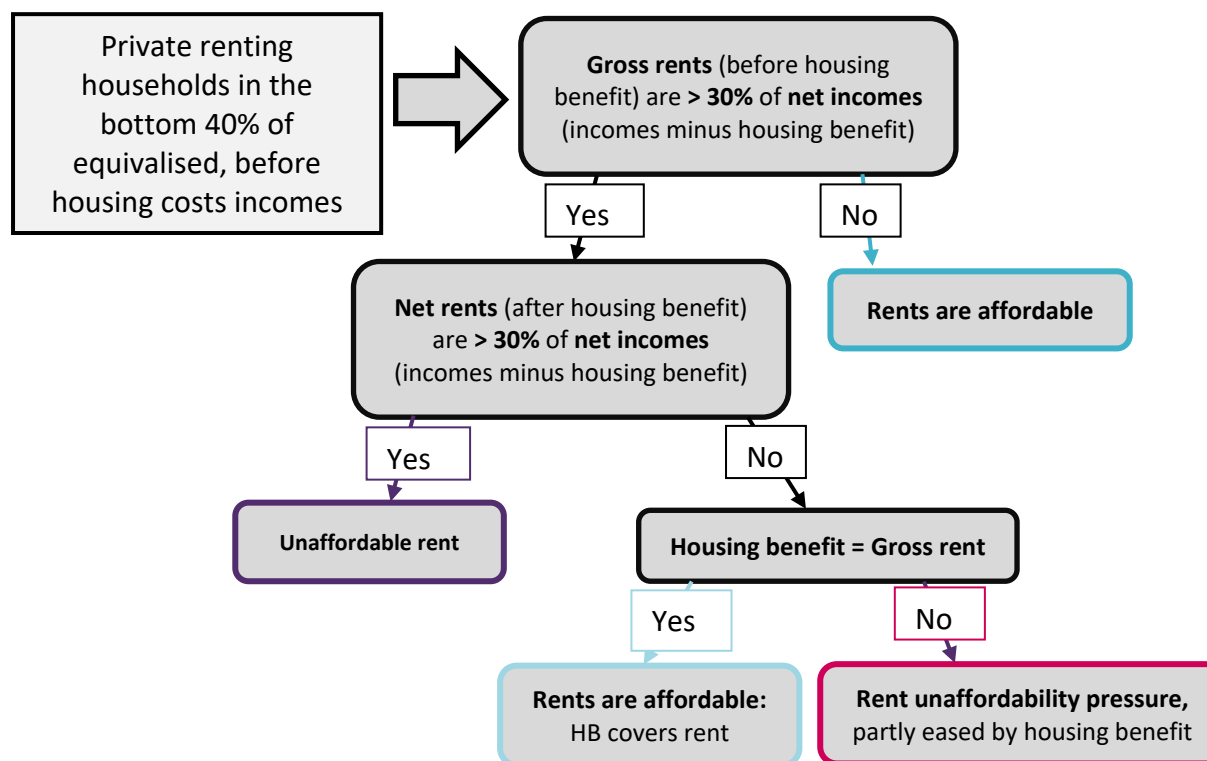 Private renting
households in the
bottom 40% of
equivalised, before
housing costs incomes
Gross rents (before housing
benefit) are > 30% of net incomes
(incomes minus housing benefit)
Yes
No
Net rents (after housing benefit)
are > 30% of net incomes
(incomes minus housing benefit)
Rents are affordable
Yes
No
Unaffordable rent
Housing benefit = Gross rent
Yes
No
Rents are affordable:
HB covers rent
Rent unaffordability pressure,
partly eased by housing benefit